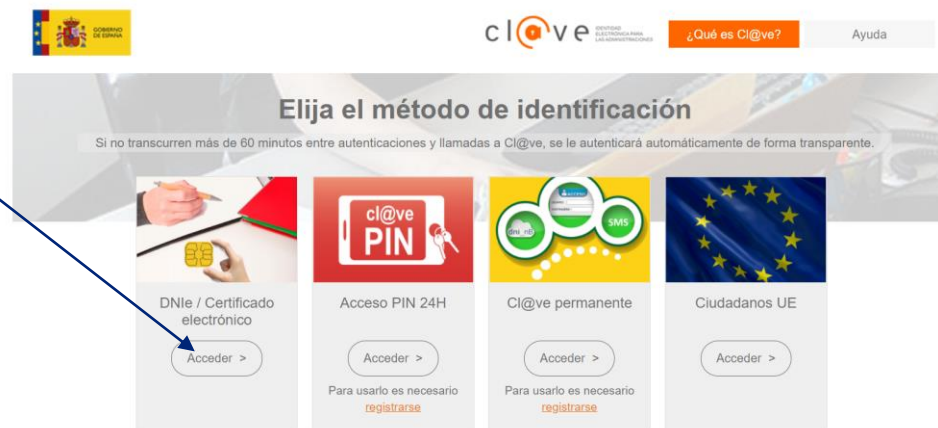 GOBIERNO
DE ESPAÑA
cl@ve
IDENTIDAD
ELECTRÓNICA PARA
LAS ADMINISTRACIONES
¿Qué es Cl@ve?
Ayuda
Elija el método de identificación
Si no transcurren más de 60 minutos entre autenticaciones y llamadas a Cl@ve, se le autenticará automáticamente de forma transparente.
cl@ve
PIN
SMS
DNIe / Certificado
electrónico
Acceder >
Acceso PIN 24H
Acceder >
Para usarlo es necesario
registrarse
Cl@ve permanente
Acceder >
Para usarlo es necesario
registrarse
Ciudadanos UE
Acceder >